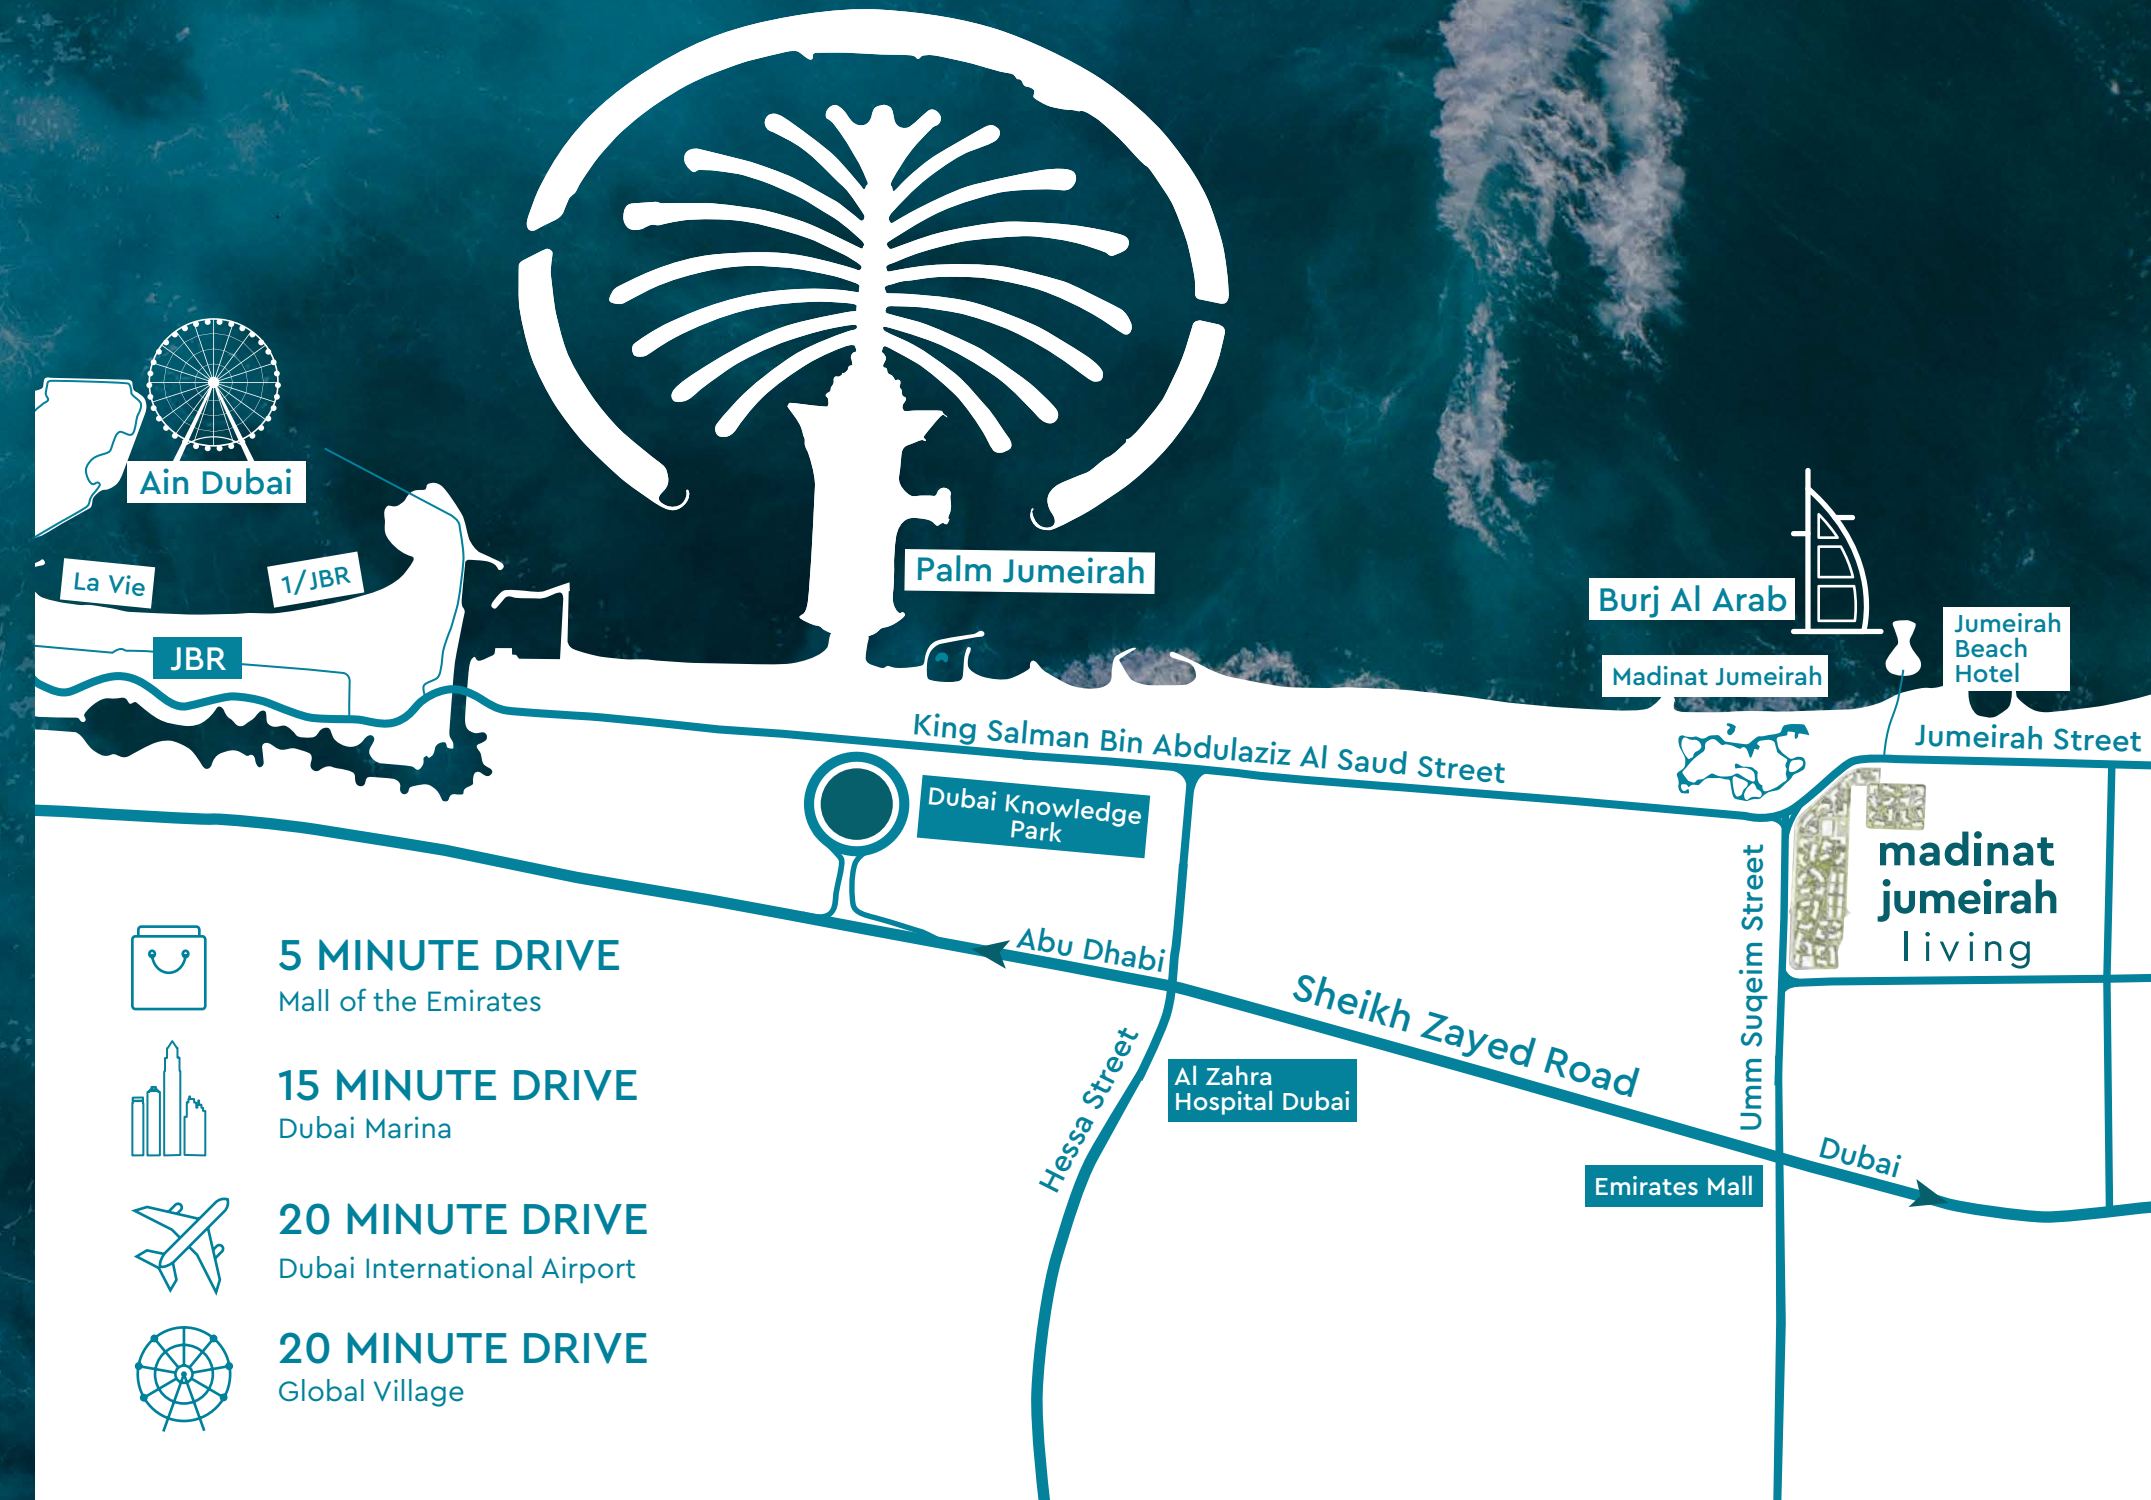 Ain Dubai
La Vie
1/JBR
JBR
Palm Jumeirah
Burj Al Arab
Madinat Jumeirah
Jumeirah
Beach
Hotel
King Salman Bin Abdulaziz Al Saud Street
Jumeirah Street
Dubai Knowledge
Park
madinat
jumeirah
living
Umm Suqeim Street
Abu Dhabi
Sheikh Zayed Road
Hessa Street
Al Zahra
Hospital Dubai
Emirates Mall
Dubai
5 MINUTE DRIVE
Mall of the Emirates
15 MINUTE DRIVE
Dubai Marina
20 MINUTE DRIVE
Dubai International Airport
20 MINUTE DRIVE
Global Village